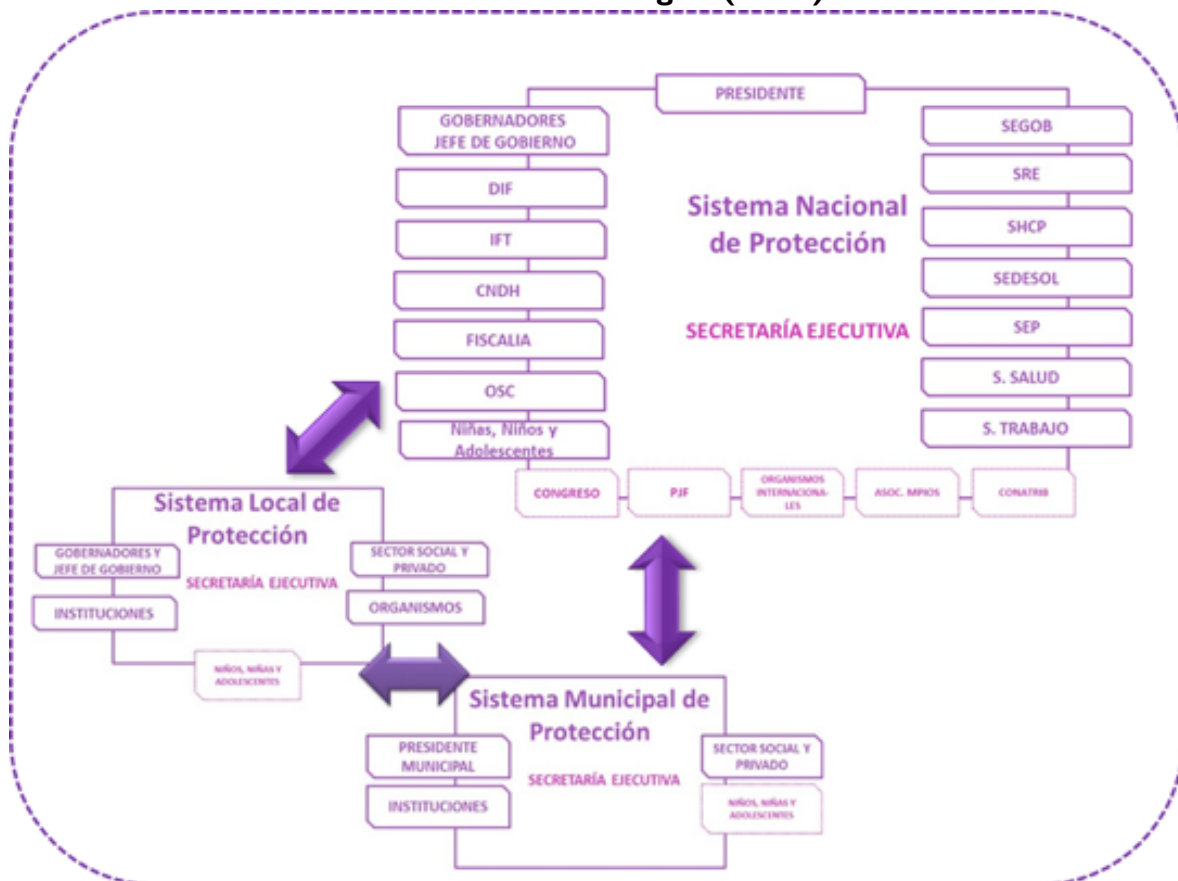 PRESIDENTE
GOBERNADORES
JEFE DE GOBIERNO
DIF
IFT
CNDH
FISCALIA
OSC
Niñas, Niños y
Adolescentes
Sistema Nacional
de Protección
SECRETARÍA EJECUTIVA
SEGOB
SRE
SHCP
SEDESOL
SEP
S. SALUD
S. TRABAJO
CONGRESO
PJF
ORGANISMOS
INTERNACIONA-
LES
ASOC. MPIOS
CONATRIB
Sistema Local de
Protección
GOBERNADORES Y
JEFE DE GOBIERNO
SECRETARÍA EJECUTIVA
SECTOR SOCIAL Y
PRIVADO
INSTITUCIONES
ORGANISMOS
NIÑOS, NIÑAS Y
ADOLESCENTES
Sistema Municipal de
Protección
PRESIDENTE
MUNICIPAL
SECRETARÍA EJECUTIVA
SECTOR SOCIAL Y
PRIVADO
INSTITUCIONES
NIÑOS, NIÑAS Y
ADOLESCENTES